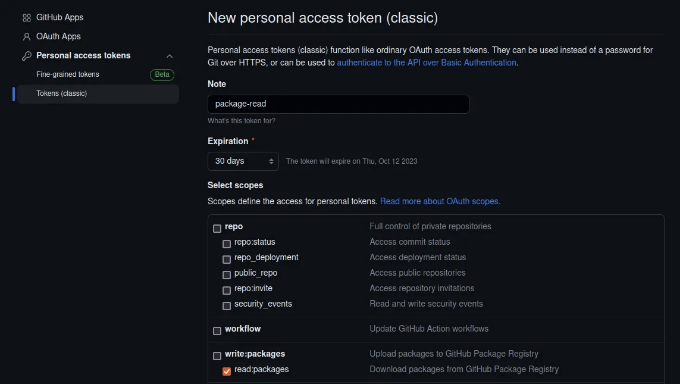 GitHub Apps
OAuth Apps
Personal access tokens
Fine-grained tokens Beta
Tokens (classic)
New personal access token (classic)
Personal access tokens (classic) function like ordinary OAuth access tokens. They can be used instead of a password for
Git over HTTPS, or can be used to authenticate to the API over Basic Authentication.
Note
package-read
What's this token for?
Expiration *
30 days The token will expire on Thu, Oct 12 2023
Select scopes
Scopes define the access for personal tokens. Read more about OAuth scopes.
repo Full control of private repositories
repo:status Access commit status
repo_deployment Access deployment status
public_repo Access public repositories
repo:invite Access repository invitations
security_events Read and write security events
workflow Update GitHub Action workflows
write:packages Upload packages to GitHub Package Registry
read:packages Download packages from GitHub Package Registry